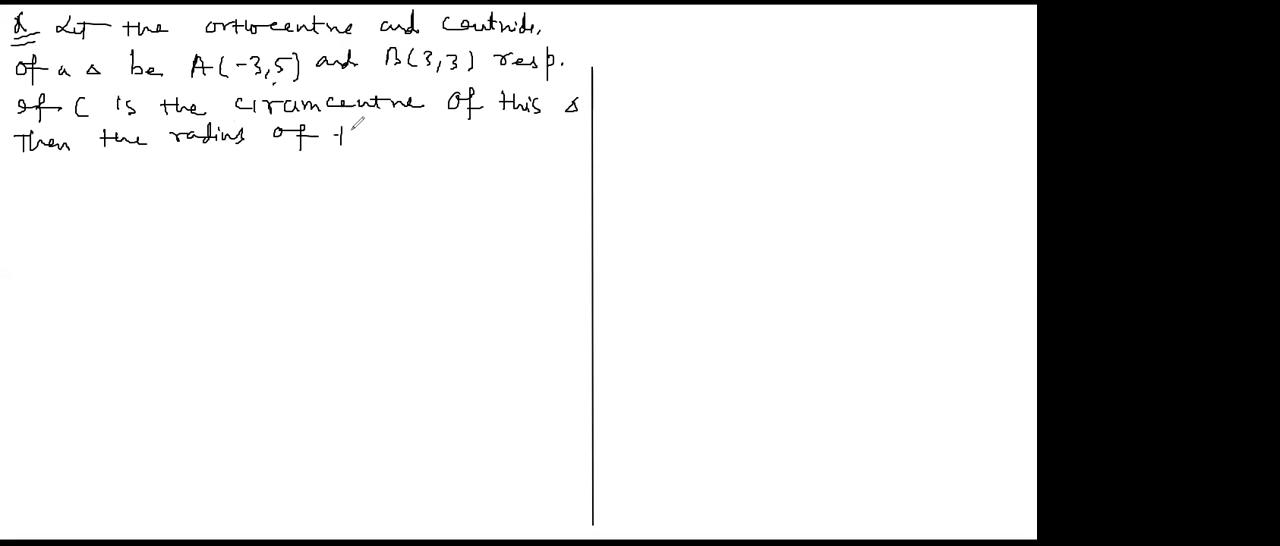 Let the orthocentre and centroid,
of a Δ be A(-3,5) and B(3,3) resp.
If C is the circumcentre of this Δ
Then the radius of